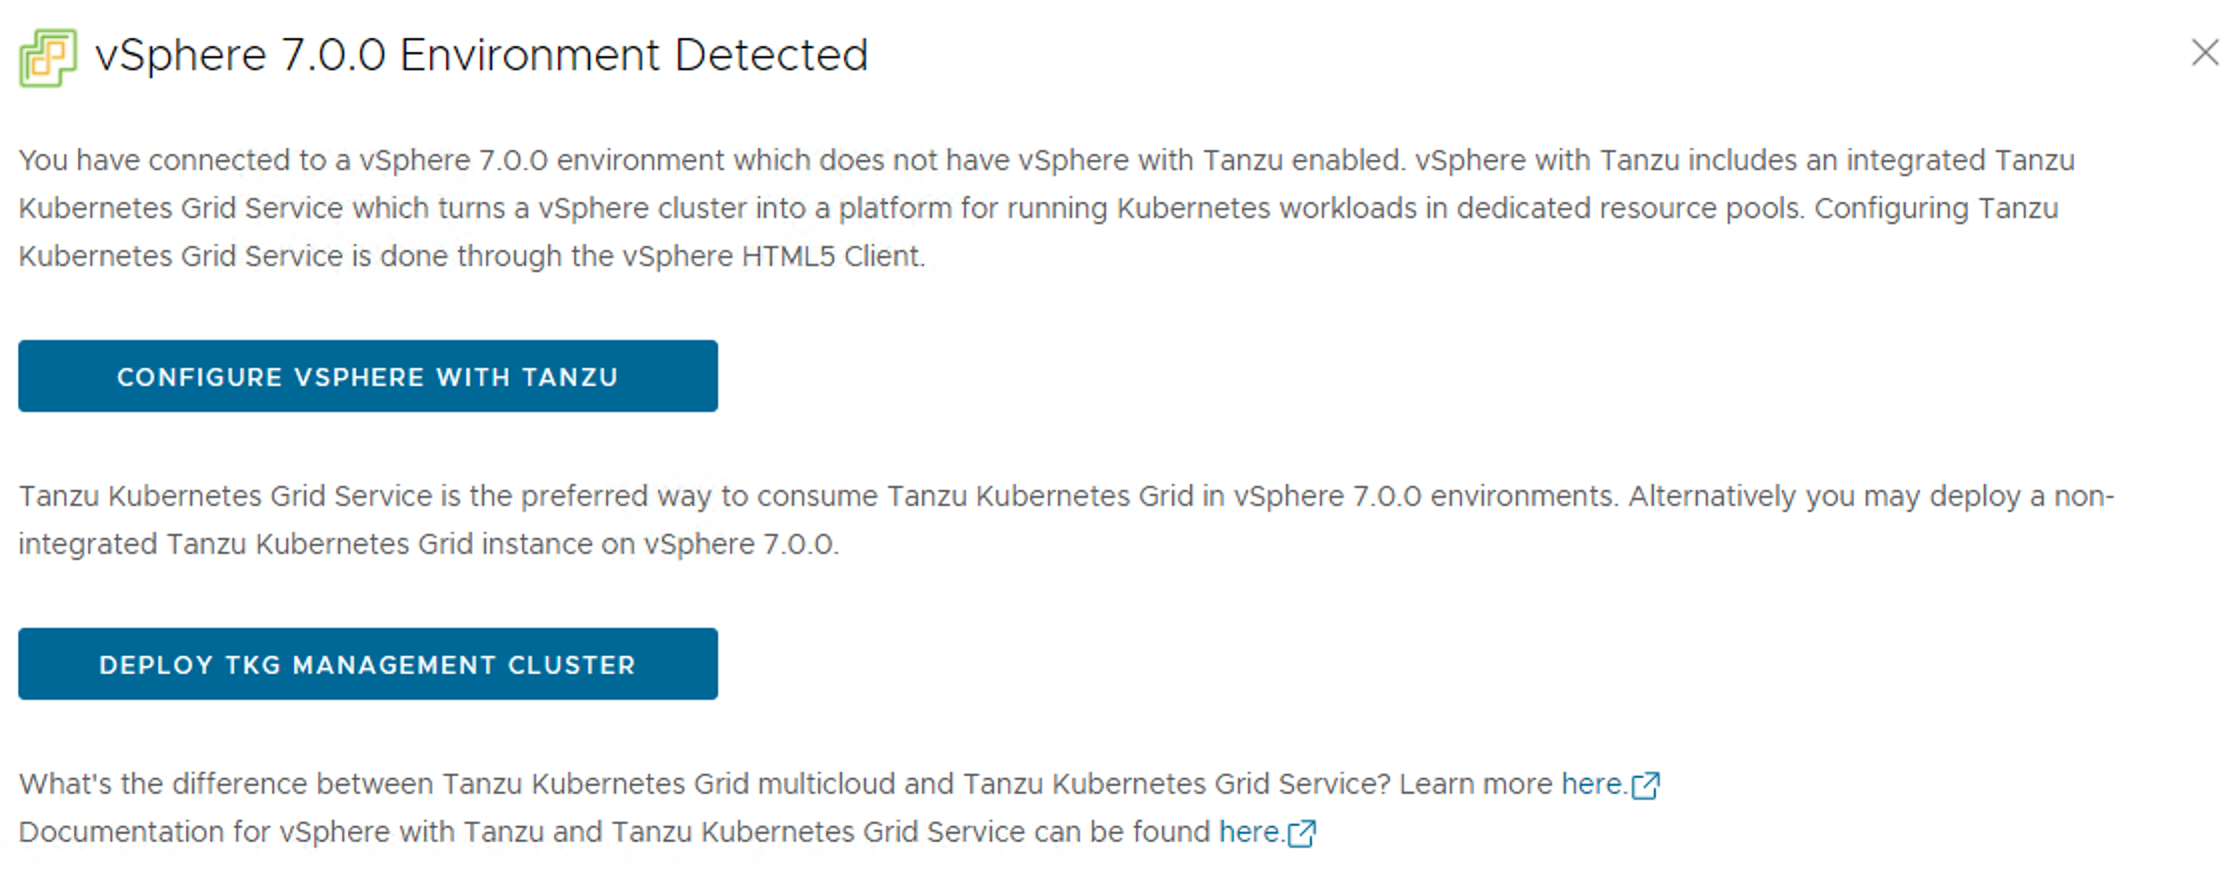 vSphere 7.0.0 Environment Detected
You have connected to a vSphere 7.0.0 environment which does not have vSphere with Tanzu enabled. vSphere with Tanzu includes an integrated Tanzu
Kubernetes Grid Service which turns a vSphere cluster into a platform for running Kubernetes workloads in dedicated resource pools. Configuring Tanzu
Kubernetes Grid Service is done through the vSphere HTML5 Client.
CONFIGURE VSPHERE WITH TANZU
Tanzu Kubernetes Grid Service is the preferred way to consume Tanzu Kubernetes Grid in vSphere 7.0.0 environments. Alternatively you may deploy a non-
integrated Tanzu Kubernetes Grid instance on vSphere 7.0.0.
DEPLOY TKG MANAGEMENT CLUSTER
What's the difference between Tanzu Kubernetes Grid multicloud and Tanzu Kubernetes Grid Service? Learn more here.
Documentation for vSphere with Tanzu and Tanzu Kubernetes Grid Service can be found here.